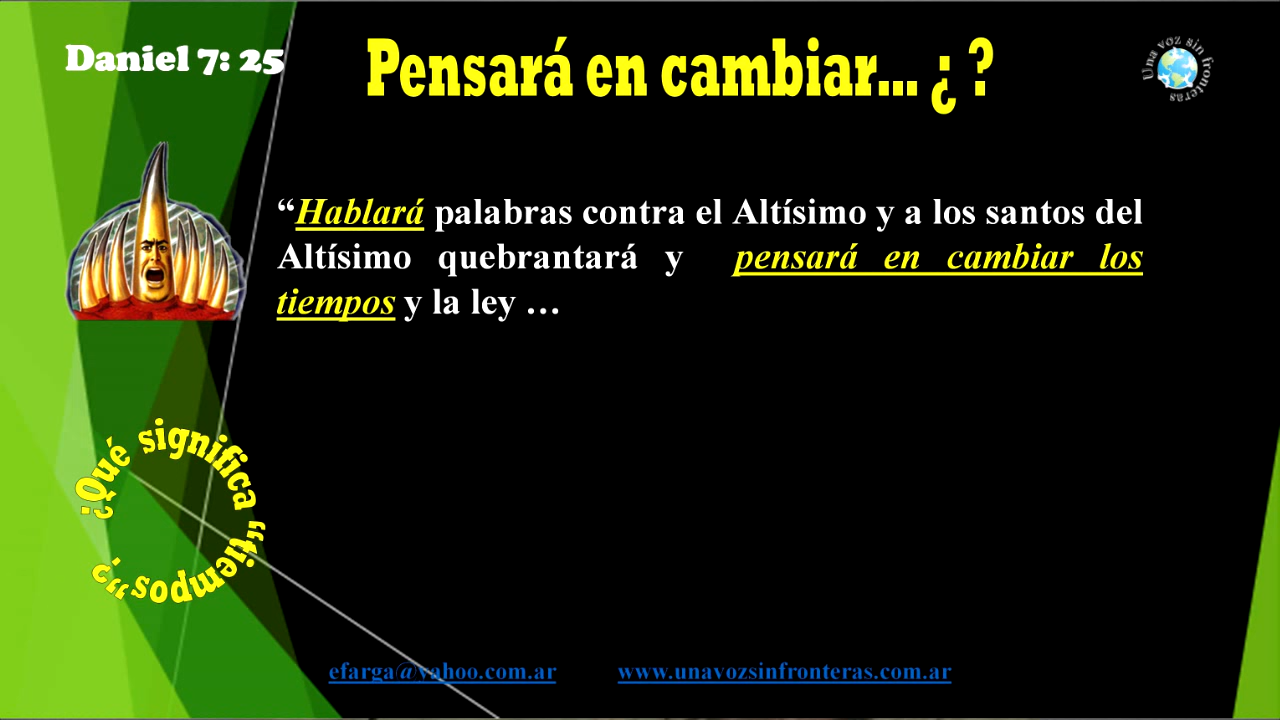 Daniel 7: 25
Pensará en cambiar... ¿ ?
Una voz sin fronteras
“Hablará palabras contra el Altísimo y a los santos del
Altísimo quebrantará y pensará en cambiar los
tiempos y la ley …
¿Qué significa “tiempos”?
efarga@yahoo.com.ar www.unavozsinfronteras.com.ar